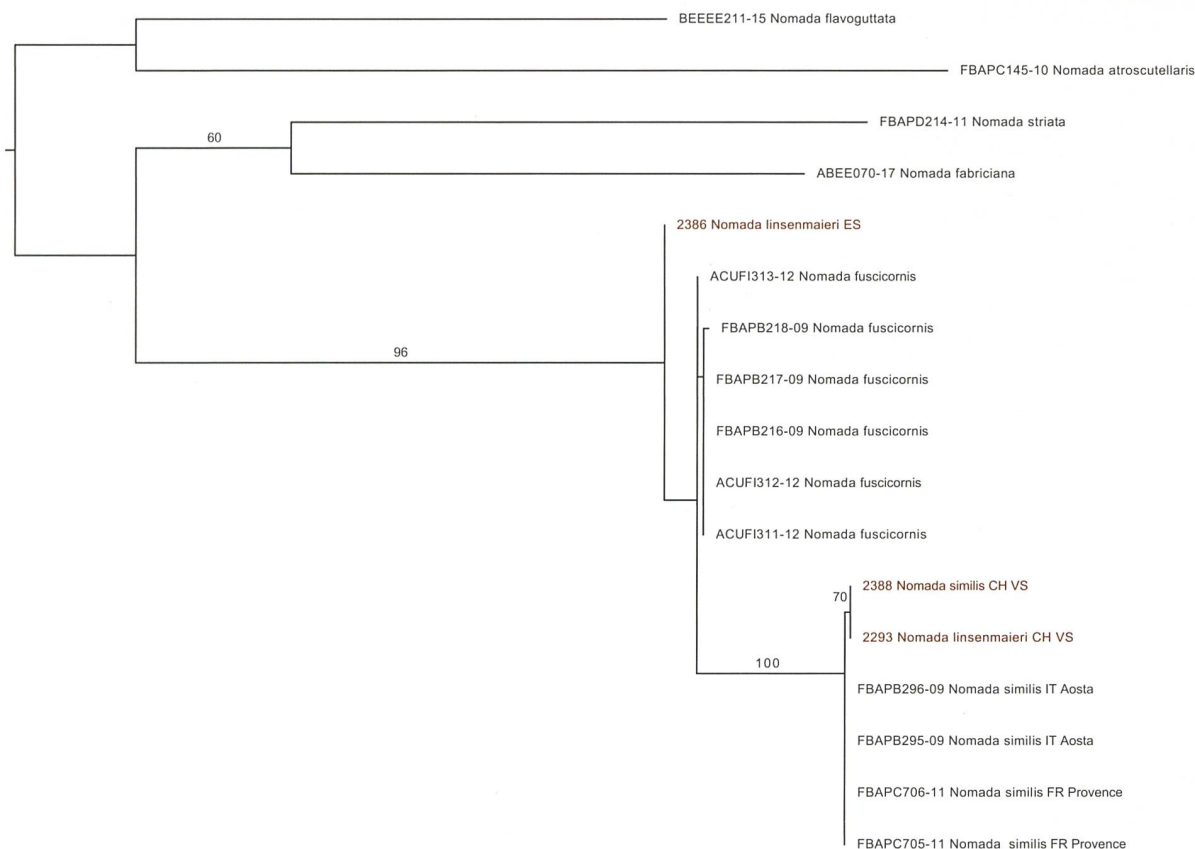 BEEEE211-15 Nomada flavoguttata
FBAPC145-10 Nomada atroscutellaris
FBAPD214-11 Nomada striata
60
ABEE070-17 Nomada fabriciana
2386 Nomada linsenmaieri ES
ACUFI313-12 Nomada fuscicornis
FBAPB218-09 Nomada fuscicornis
96
FBAPB217-09 Nomada fuscicornis
FBAPB216-09 Nomada fuscicornis
ACUFI312-12 Nomada fuscicornis
ACUFI311-12 Nomada fuscicornis
2388 Nomada similis CH VS
70
2293 Nomada linsenmaieri CH VS
100
FBAPB296-09 Nomada similis IT Aosta
FBAPB295-09 Nomada similis IT Aosta
FBAPC706-11 Nomada similis FR Provence
FBAPC705-11 Nomada similis FR Provence